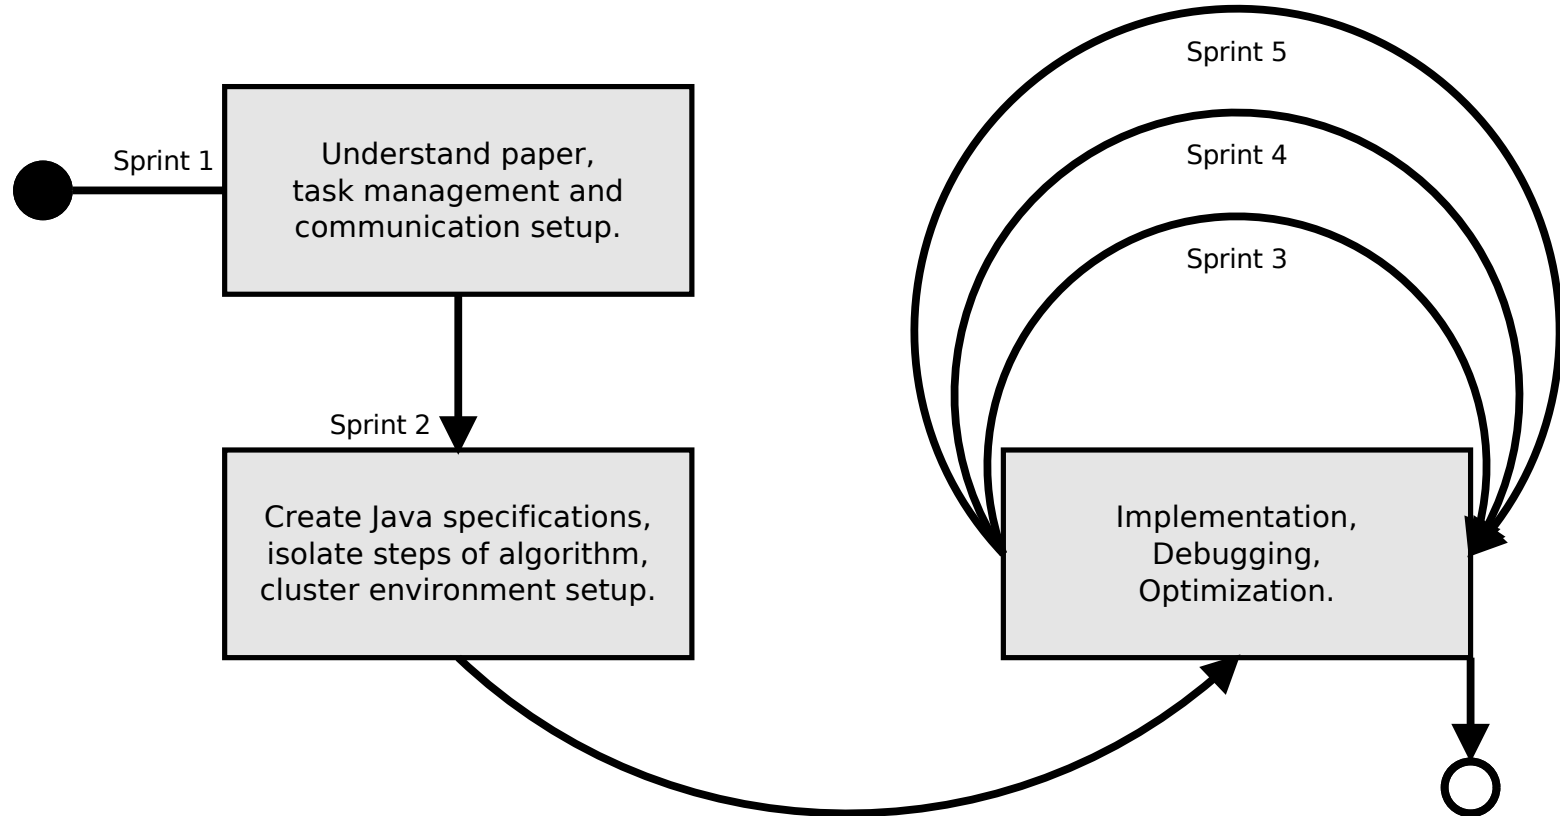 Sprint 1
Understand paper,
task management and
communication setup.
Sprint 2
Create Java specifications,
isolate steps of algorithm,
cluster environment setup.
Sprint 5
Sprint 4
Sprint 3
Implementation,
Debugging,
Optimization.